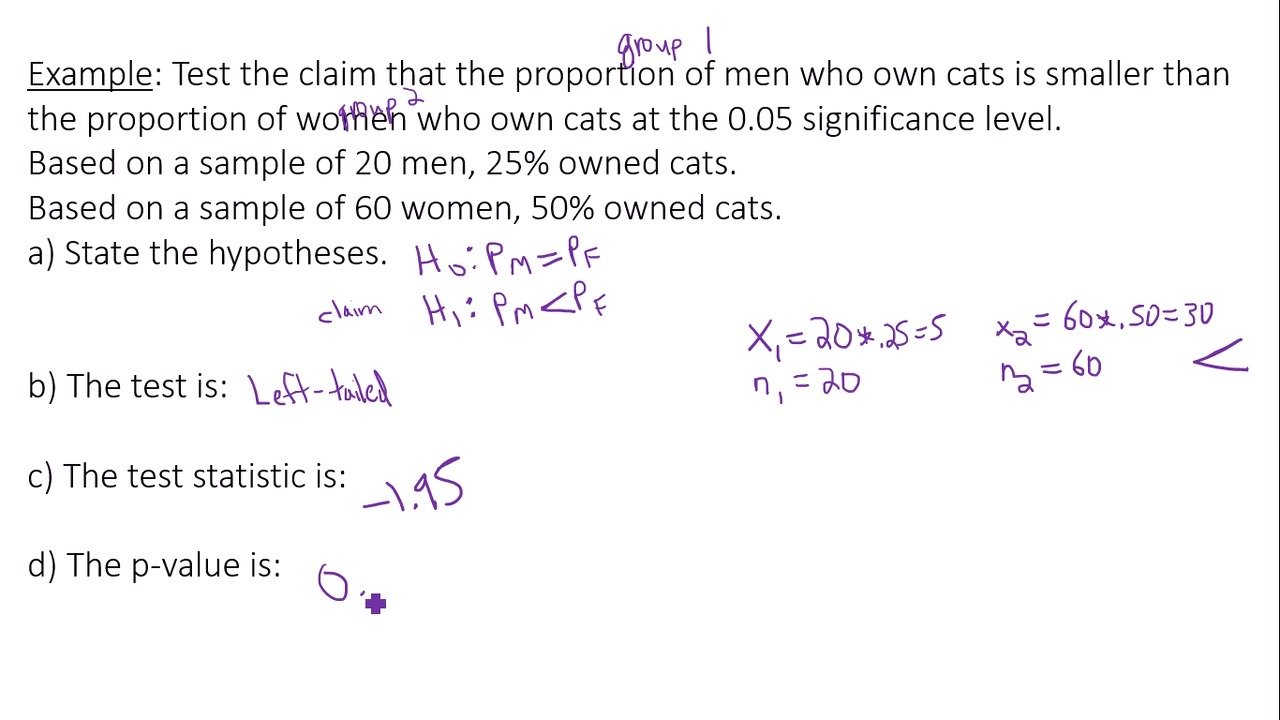 group 1
Example: Test the claim that the proportion of men who own cats is smaller than
group 2
the proportion of women who own cats at the 0.05 significance level.
Based on a sample of 20 men, 25% owned cats.
Based on a sample of 60 women, 50% owned cats.
a) State the hypotheses. H₀: P_M = P_F
claim H₁: P_M < P_F
x₁ = 20*.25=5 x₂ = 60*.50=30
n₁ = 20 n₂ = 60 <
b) The test is: Left-tailed
c) The test statistic is: -1.95
d) The p-value is: 0.